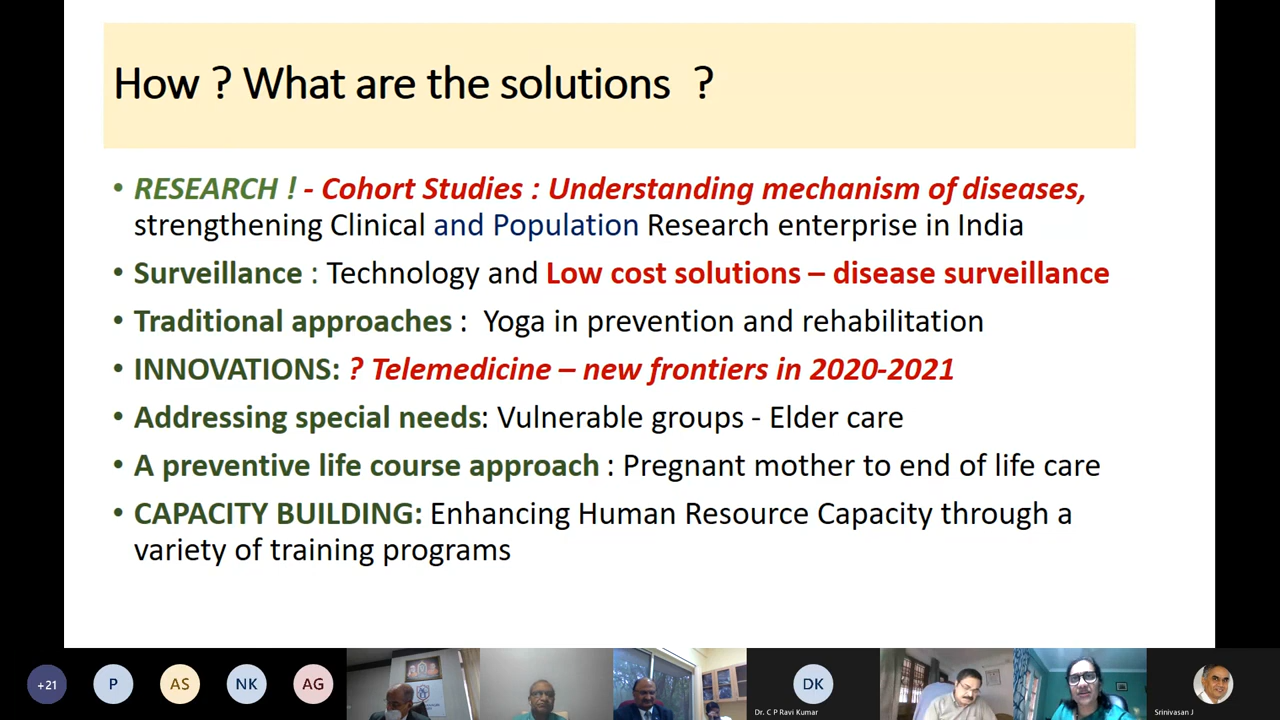 How ? What are the solutions ?
• RESEARCH ! - Cohort Studies : Understanding mechanism of diseases,
strengthening Clinical and Population Research enterprise in India
• Surveillance : Technology and Low cost solutions – disease surveillance
• Traditional approaches : Yoga in prevention and rehabilitation
• INNOVATIONS: ? Telemedicine – new frontiers in 2020-2021
• Addressing special needs: Vulnerable groups - Elder care
• A preventive life course approach : Pregnant mother to end of life care
• CAPACITY BUILDING: Enhancing Human Resource Capacity through a
variety of training programs
+21 P AS NK AG DK
Dr. C P Ravi Kumar
Srinivasan J